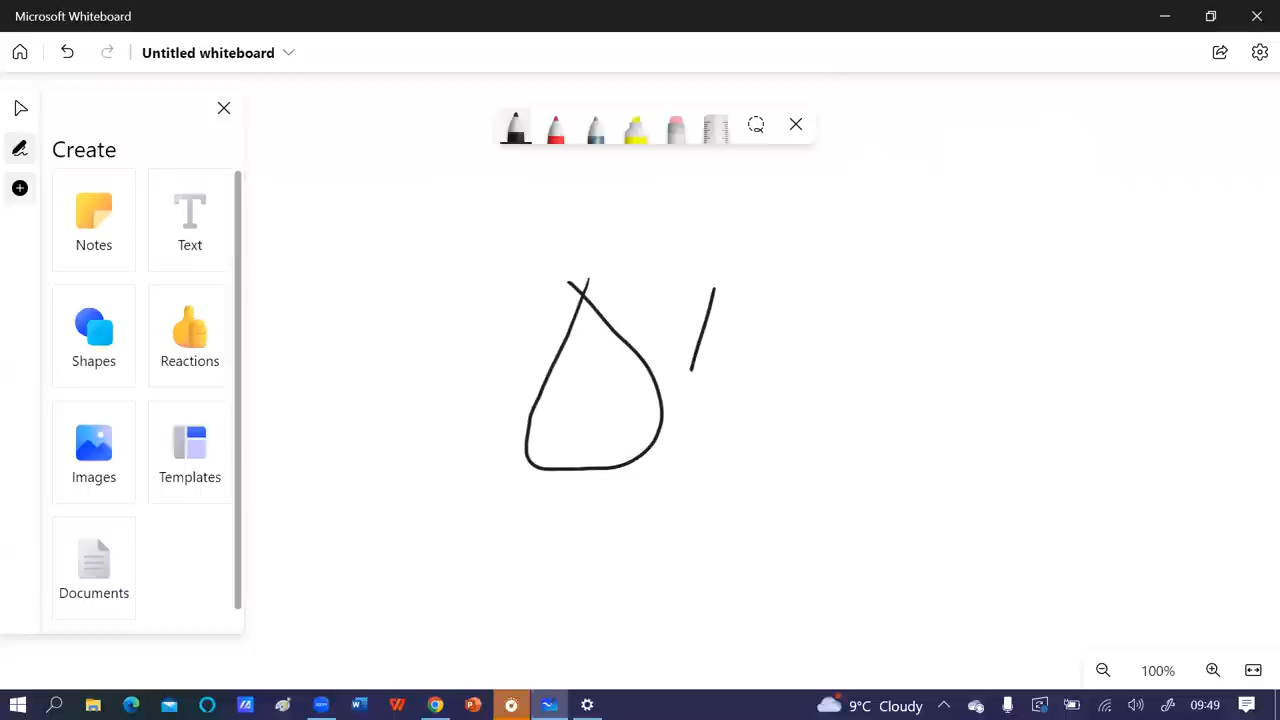 Microsoft Whiteboard
Untitled whiteboard
Create
Notes
Text
Shapes
Reactions
Images
Templates
Documents
100%
9°C Cloudy
09:49